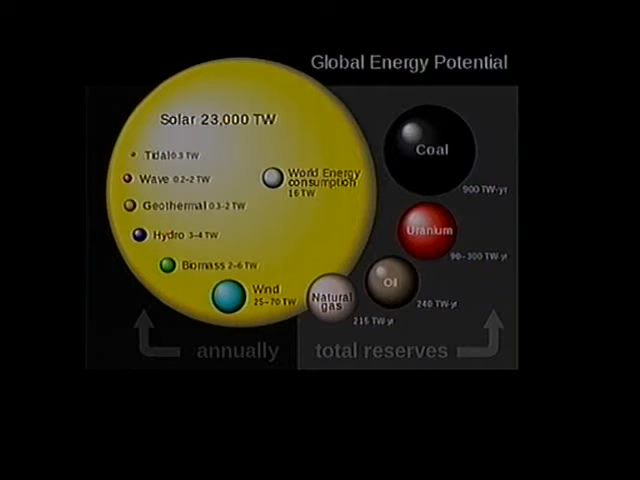 Global Energy Potential
Solar 23,000 TW
Tidal 0.3 TW
Wave 0.2–2 TW
Geothermal 0.3–2 TW
Hydro 3–4 TW
Biomass 2–6 TW
Wind
25–70 TW
World Energy
consumption
16 TW
Coal
900 TW-yr
Uranium
90–300 TW-yr
Oil
240 TW-yr
Natural
gas
215 TW-yr
annually
total reserves